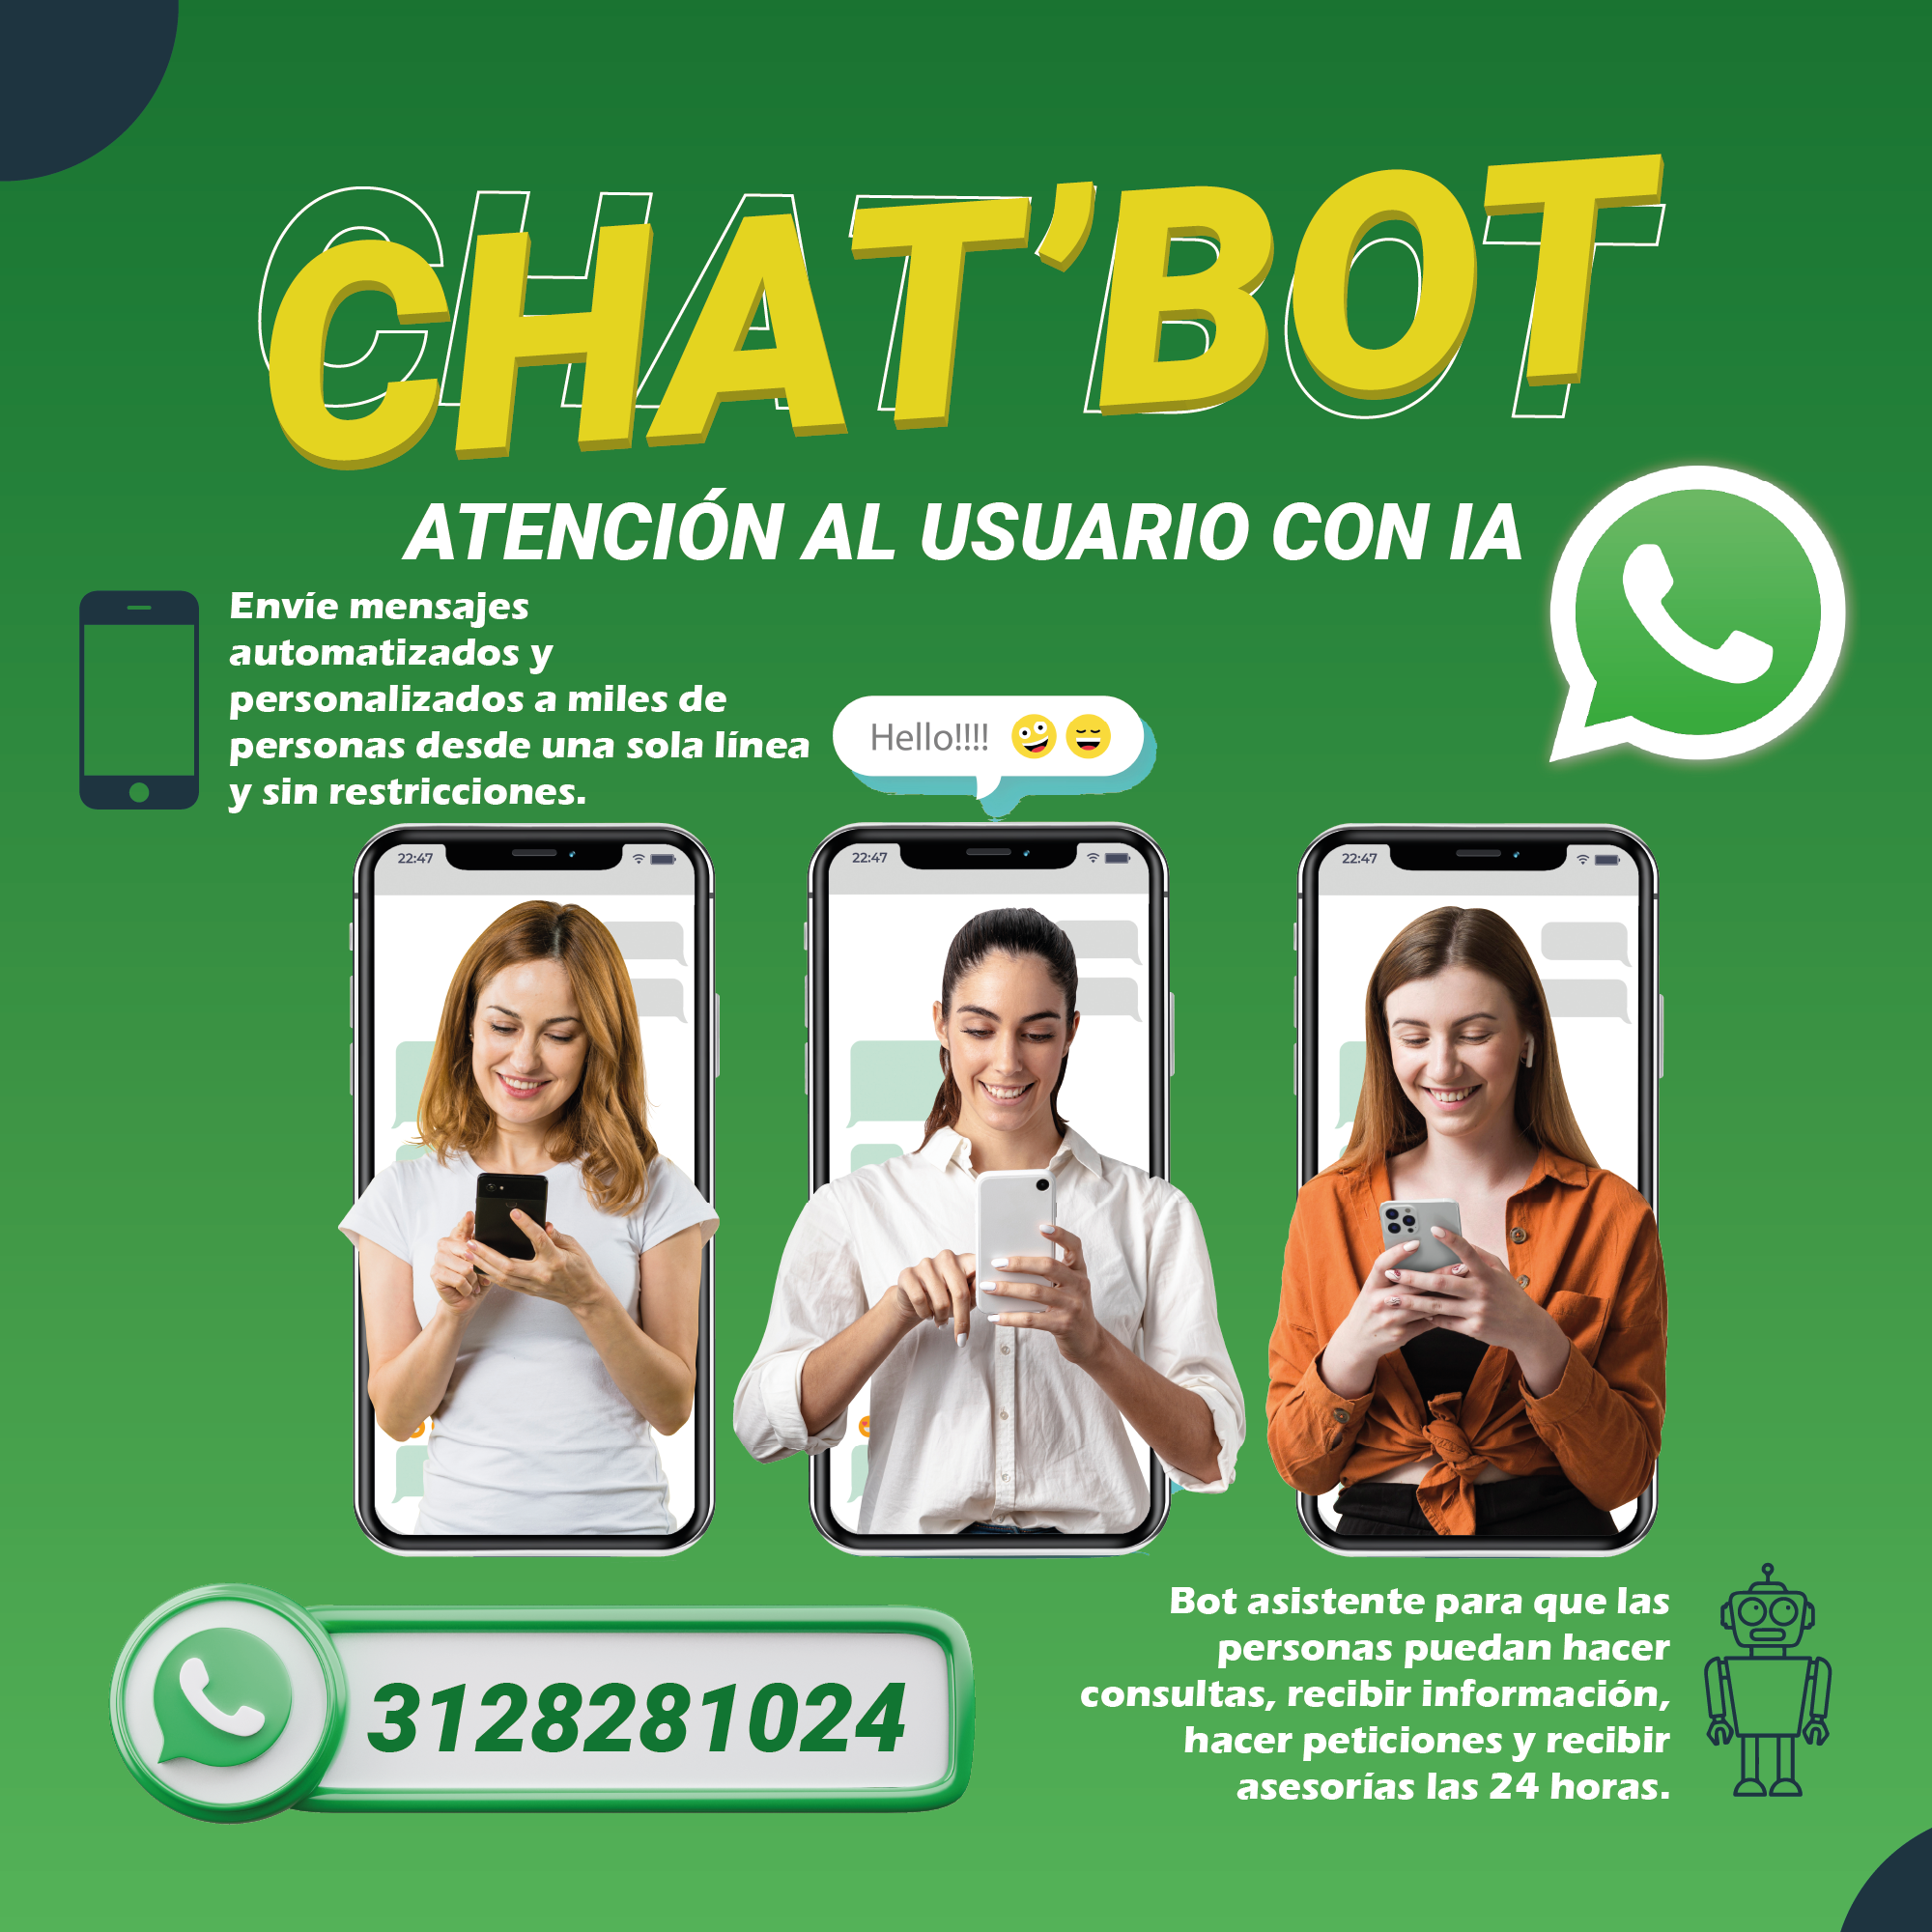 CHAT'BOT
ATENCIÓN AL USUARIO CON IA
Envíe mensajes
automatizados y
personalizados a miles de
personas desde una sola línea
y sin restricciones.
Hello!!!!
22:47
22:47
22:47
3128281024
Bot asistente para que las
personas puedan hacer
consultas, recibir información,
hacer peticiones y recibir
asesorías las 24 horas.